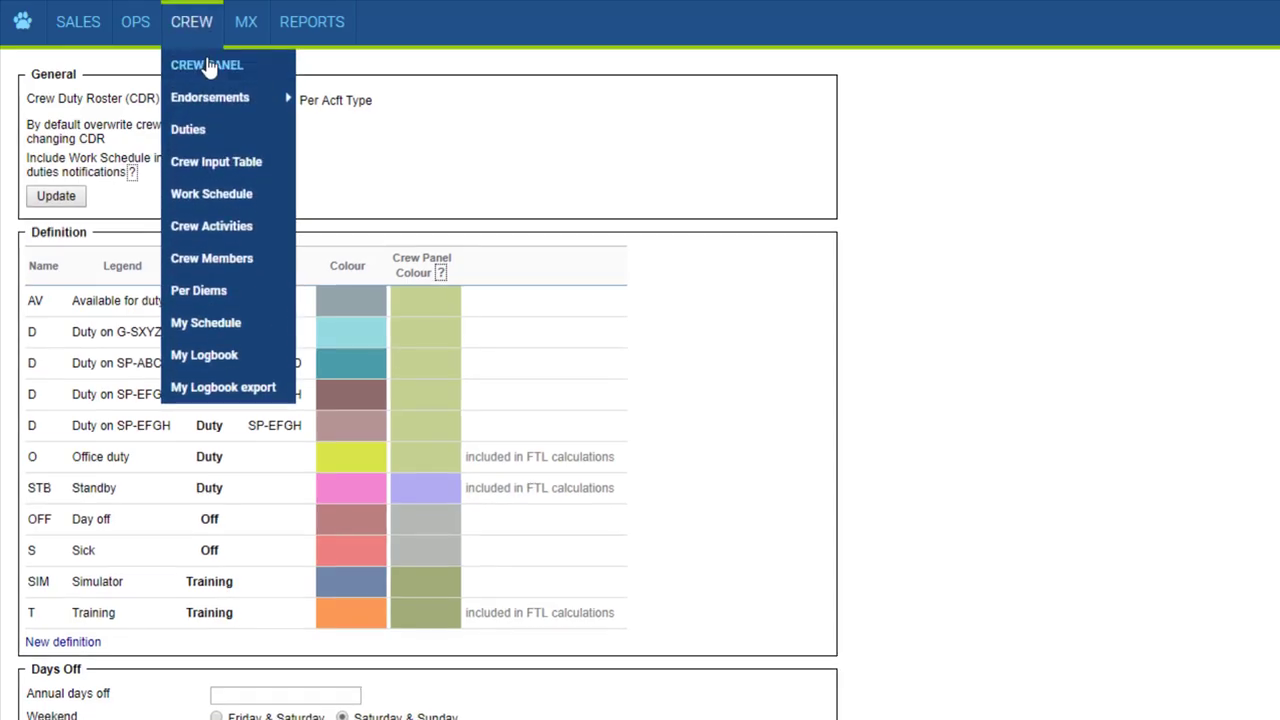 SALES OPS CREW MX REPORTS
CREW PANEL
Endorsements
Duties
Crew Input Table
Work Schedule
Crew Activities
Crew Members
Per Diems
My Schedule
My Logbook
My Logbook export
General
Crew Duty Roster (CDR) Per Acft Type
By default overwrite crew
changing CDR
Include Work Schedule in
duties notifications ?
Update
Definition
Name Legend Colour Crew Panel Colour ?
AV Available for duty
D Duty on G-SXYZ
D Duty on SP-ABC D
D Duty on SP-EFG H
D Duty on SP-EFGH Duty SP-EFGH
O Office duty Duty included in FTL calculations
STB Standby Duty included in FTL calculations
OFF Day off Off
S Sick Off
SIM Simulator Training
T Training Training included in FTL calculations
New definition
Days Off
Annual days off
Weekend Friday & Saturday Saturday & Sunday